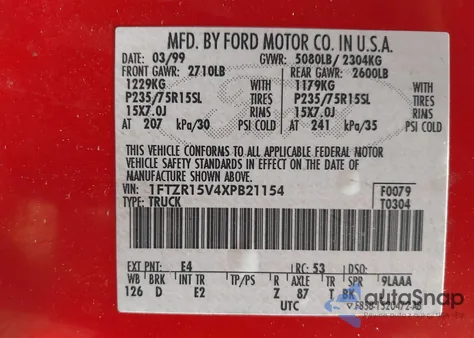 MFD. BY FORD MOTOR CO. IN U.S.A.
DATE: 03/99 GVWR: 5080LB/ 2304KG
FRONT GAWR: 2710LB REAR GAWR: 2600LB
1229KG WITH 1179KG WITH
P235/75R15SL TIRES P235/75R15SL TIRES
15X7.0J RIMS 15X7.0J RIMS
AT 207 kPa/30 PSI COLD AT 241 kPa/35 PSI COLD
THIS VEHICLE CONFORMS TO ALL APPLICABLE FEDERAL MOTOR
VEHICLE SAFETY STANDARDS IN EFFECT ON THE DATE OF
MANUFACTURE SHOWN ABOVE.
VIN: 1FTZR15V4XPB21154 F0079
TYPE: TRUCK T0304
EXT PNT: E4 RC: 53 DSO:
WB BRK INT TR TP/PS R AXLE TR SPR 9LAAA
126 D E2 Z 87 T BK
UTC
autoSnap